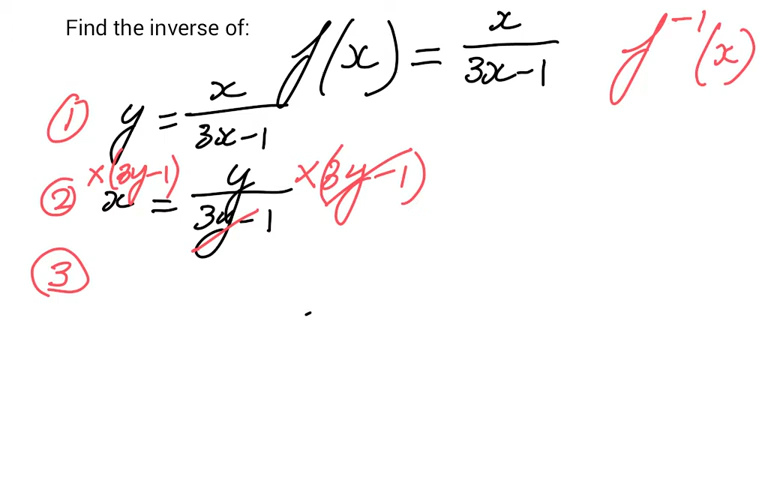 Find the inverse of: f(x) = x/(3x-1) f⁻¹(x)
① y = x/(3x-1)
×(3y-1) ×(3y-1)
② x = y/(3y-1)
③